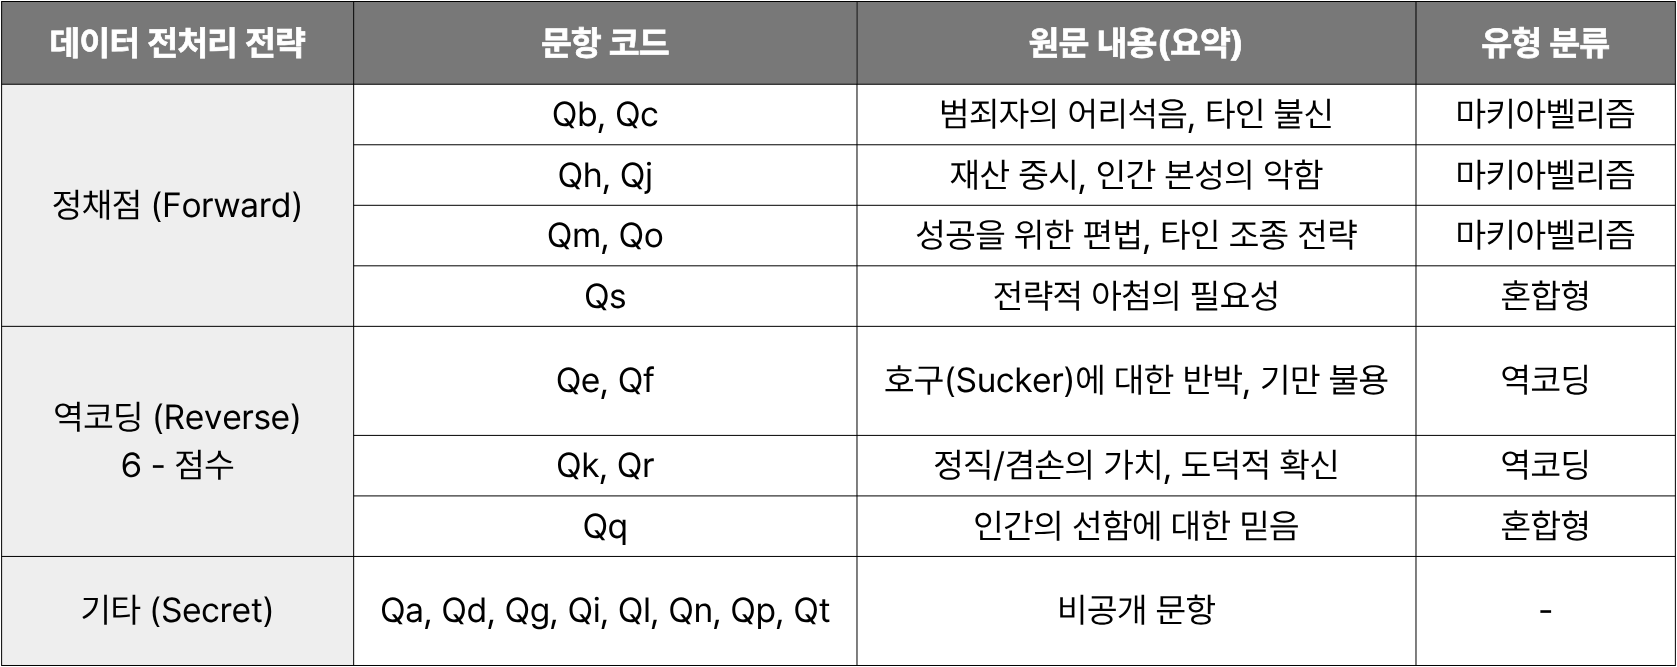 데이터 전처리 전략 문항 코드 원문 내용(요약) 유형 분류
정채점 (Forward)
Qb, Qc 범죄자의 어리석음, 타인 불신 마키아벨리즘
Qh, Qj 재산 중시, 인간 본성의 악함 마키아벨리즘
Qm, Qo 성공을 위한 편법, 타인 조종 전략 마키아벨리즘
Qs 전략적 아첨의 필요성 혼합형
역코딩 (Reverse)
6 - 점수
Qe, Qf 호구(Sucker)에 대한 반박, 기만 불용 역코딩
Qk, Qr 정직/겸손의 가치, 도덕적 확신 역코딩
Qq 인간의 선함에 대한 믿음 혼합형
기타 (Secret) Qa, Qd, Qg, Qi, Ql, Qn, Qp, Qt 비공개 문항 -